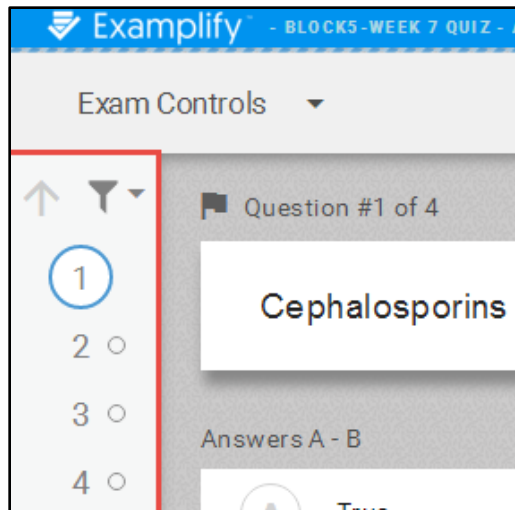 Examplify - BLOCK5-WEEK 7 QUIZ -
Exam Controls
Question #1 of 4
1
Cephalosporins
2
3
Answers A - B
4
A True